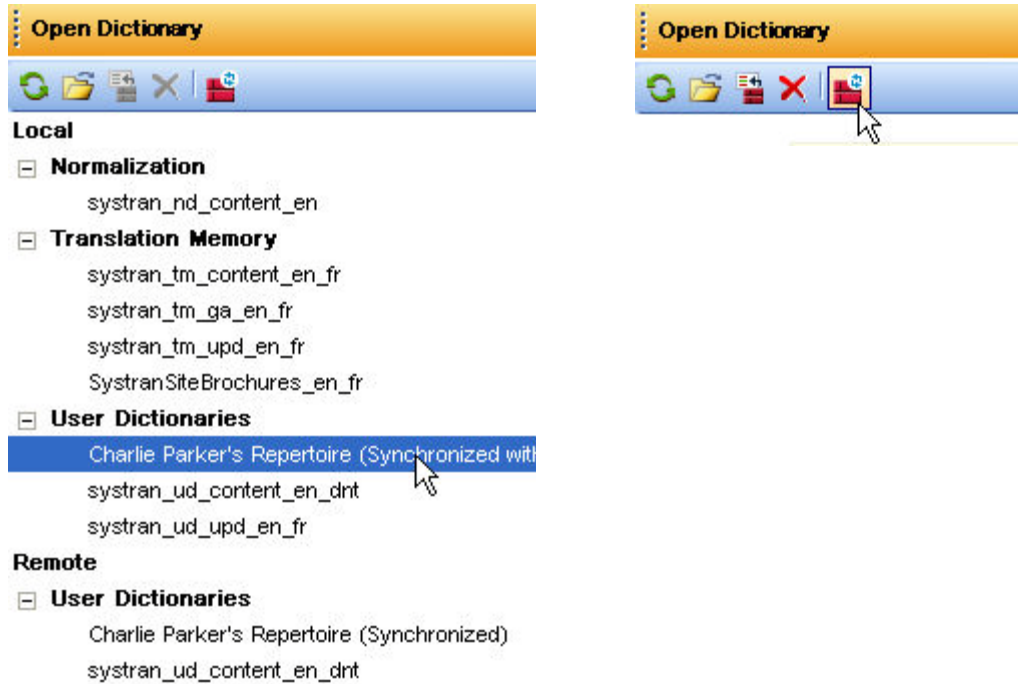 Open Dictionary
Local
Normalization
systran_nd_content_en
Translation Memory
systran_tm_content_en_fr
systran_tm_ga_en_fr
systran_tm_upd_en_fr
SystranSiteBrochures_en_fr
User Dictionaries
Charlie Parker's Repertoire (Synchronized with
systran_ud_content_en_dnt
systran_ud_upd_en_fr
Remote
User Dictionaries
Charlie Parker's Repertoire (Synchronized)
systran_ud_content_en_dnt
Open Dictionary